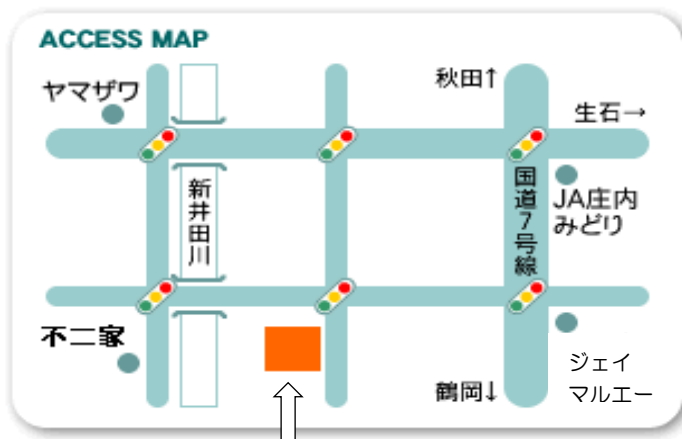 ACCESS MAP
ヤマザワ
秋田↑
生石→
新井田川
国道7号線
JA庄内
みどり
不二家
ジェイ
マルエー
鶴岡↓